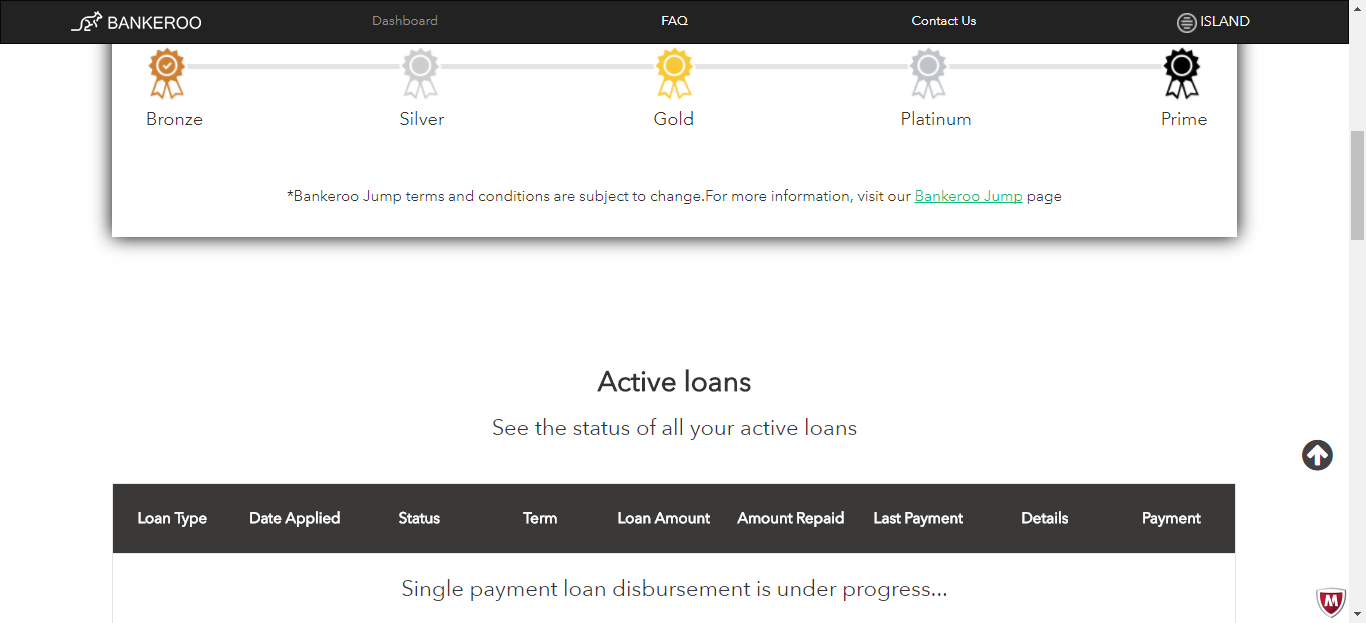 BANKEROO Dashboard FAQ Contact Us ISLAND
Bronze Silver Gold Platinum Prime
*Bankeroo Jump terms and conditions are subject to change.For more information, visit our Bankeroo Jump page
Active loans
See the status of all your active loans
Loan Type Date Applied Status Term Loan Amount Amount Repaid Last Payment Details Payment
Single payment loan disbursement is under progress...